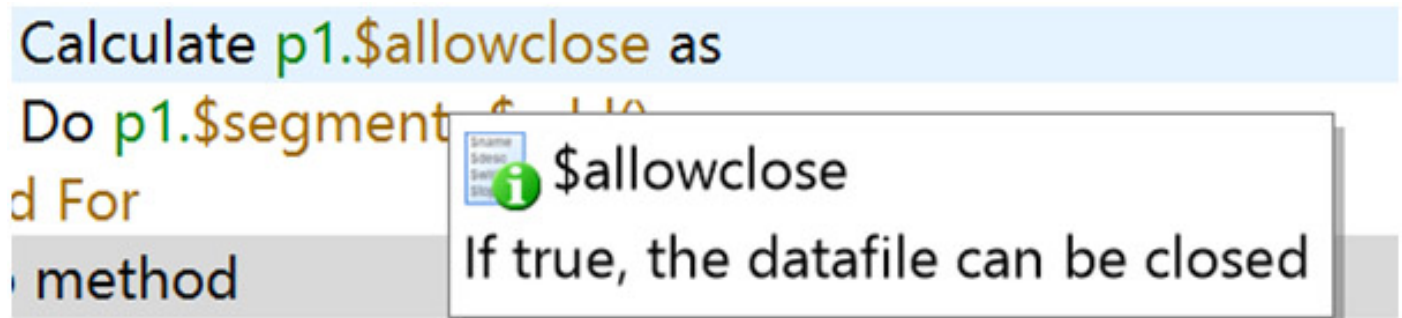 Calculate p1.$allowclose as
Do p1.$segment
d For
method
$allowclose
If true, the datafile can be closed